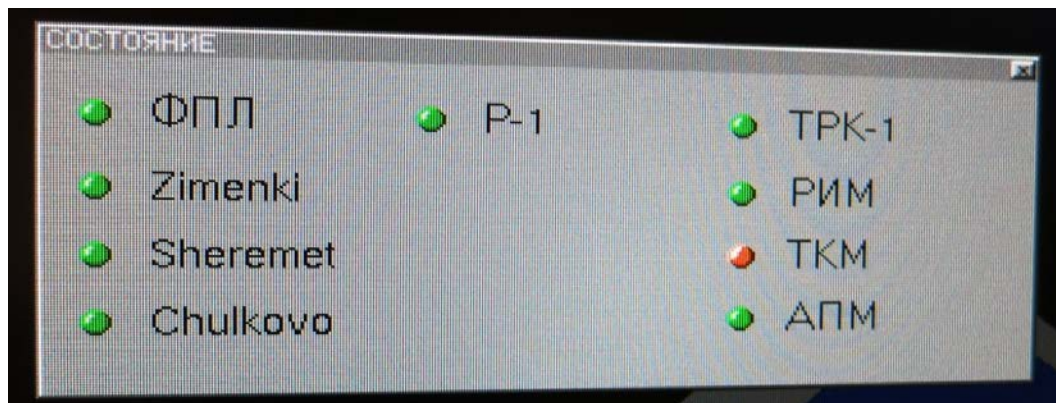 СОСТОЯНИЕ
ФПЛ Р-1 ТРК-1
Zimenki РИМ
Sheremet ТКМ
Chulkovo АПМ